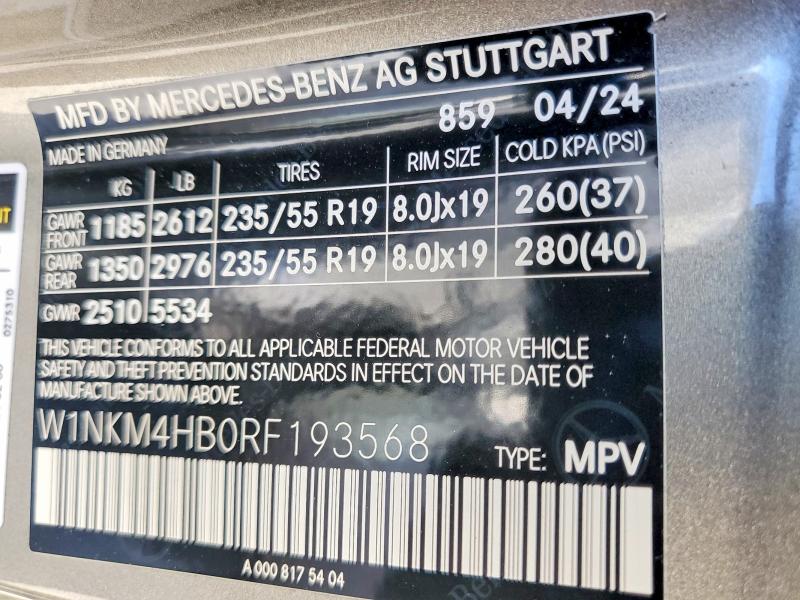 MFD BY MERCEDES-BENZ AG STUTTGART
859 04/24
MADE IN GERMANY
KG LB TIRES RIM SIZE COLD KPA (PSI)
GAWR FRONT 1185 2612 235/55 R19 8.0Jx19 260(37)
GAWR REAR 1350 2976 235/55 R19 8.0Jx19 280(40)
GVWR 2510 5534
THIS VEHICLE CONFORMS TO ALL APPLICABLE FEDERAL MOTOR VEHICLE
SAFETY AND THEFT PREVENTION STANDARDS IN EFFECT ON THE DATE OF
MANUFACTURE SHOWN ABOVE.
W1NKM4HB0RF193568
TYPE: MPV
A 000 817 54 04
0275310